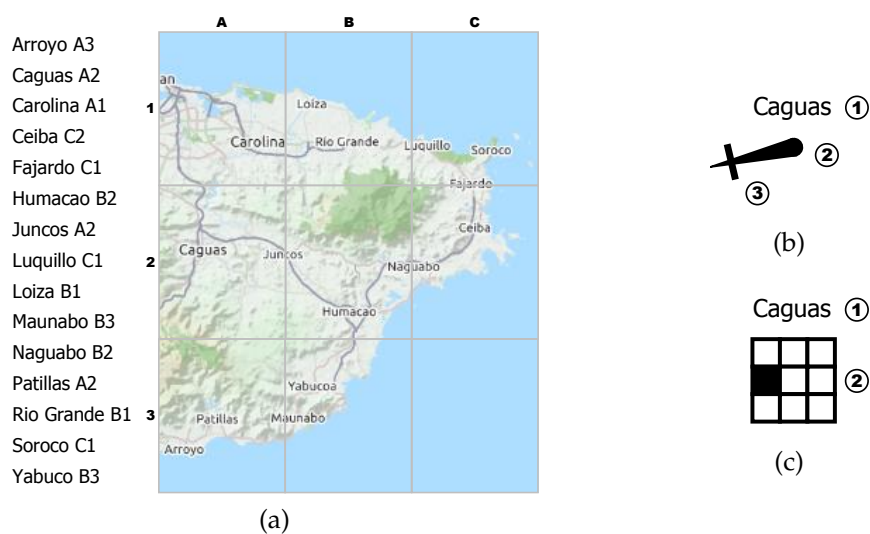 A B C
Arroyo A3
Caguas A2
Carolina A1
Ceiba C2
Fajardo C1
Humacao B2
Juncos A2
Luquillo C1
Loiza B1
Maunabo B3
Naguabo B2
Patillas A2
Rio Grande B1
Soroco C1
Yabuco B3
1
2
3
an
Loiza
Carolina
Rio Grande
Luquillo
Soroco
Fajardo
Ceiba
Caguas
Juncos
Naguabo
Humacao
Yabucoa
Patillas
Maunabo
Arroyo
(a)
Caguas ①
②
③
(b)
Caguas ①
②
(c)